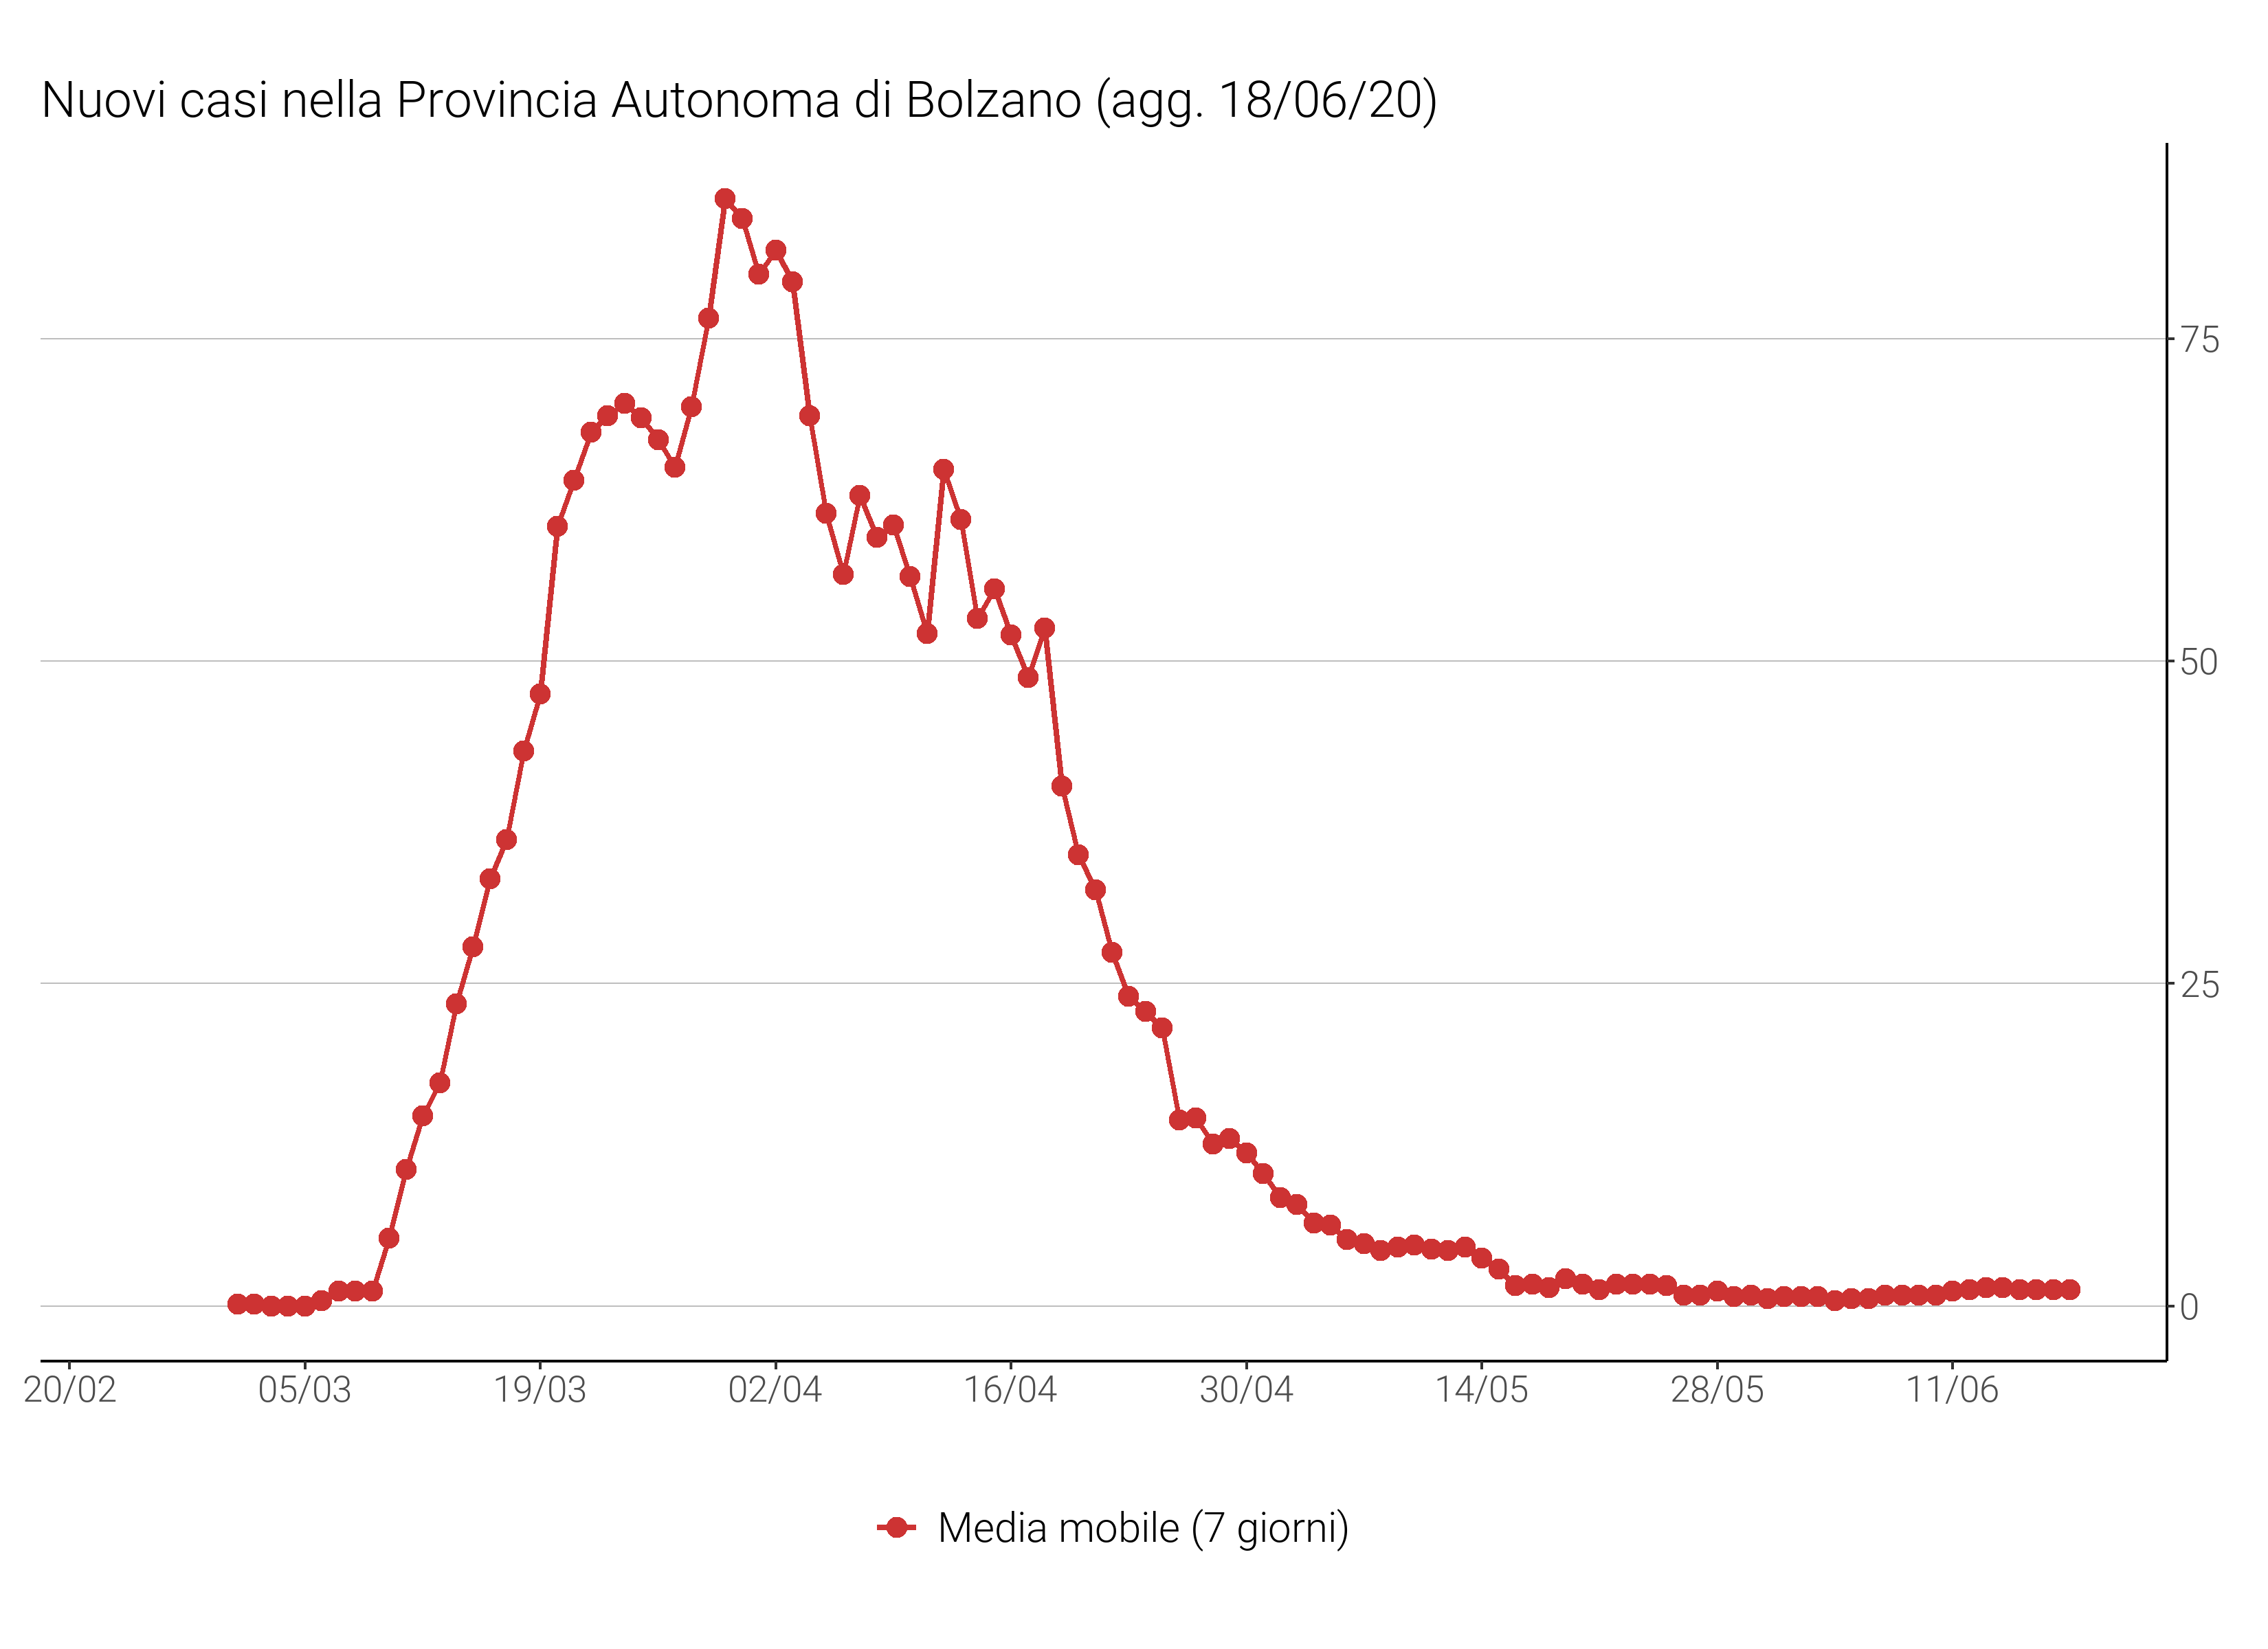 Nuovi casi nella Provincia Autonoma di Bolzano (agg. 18/06/20)
75
50
25
0
20/02 05/03 19/03 02/04 16/04 30/04 14/05 28/05 11/06
Media mobile (7 giorni)